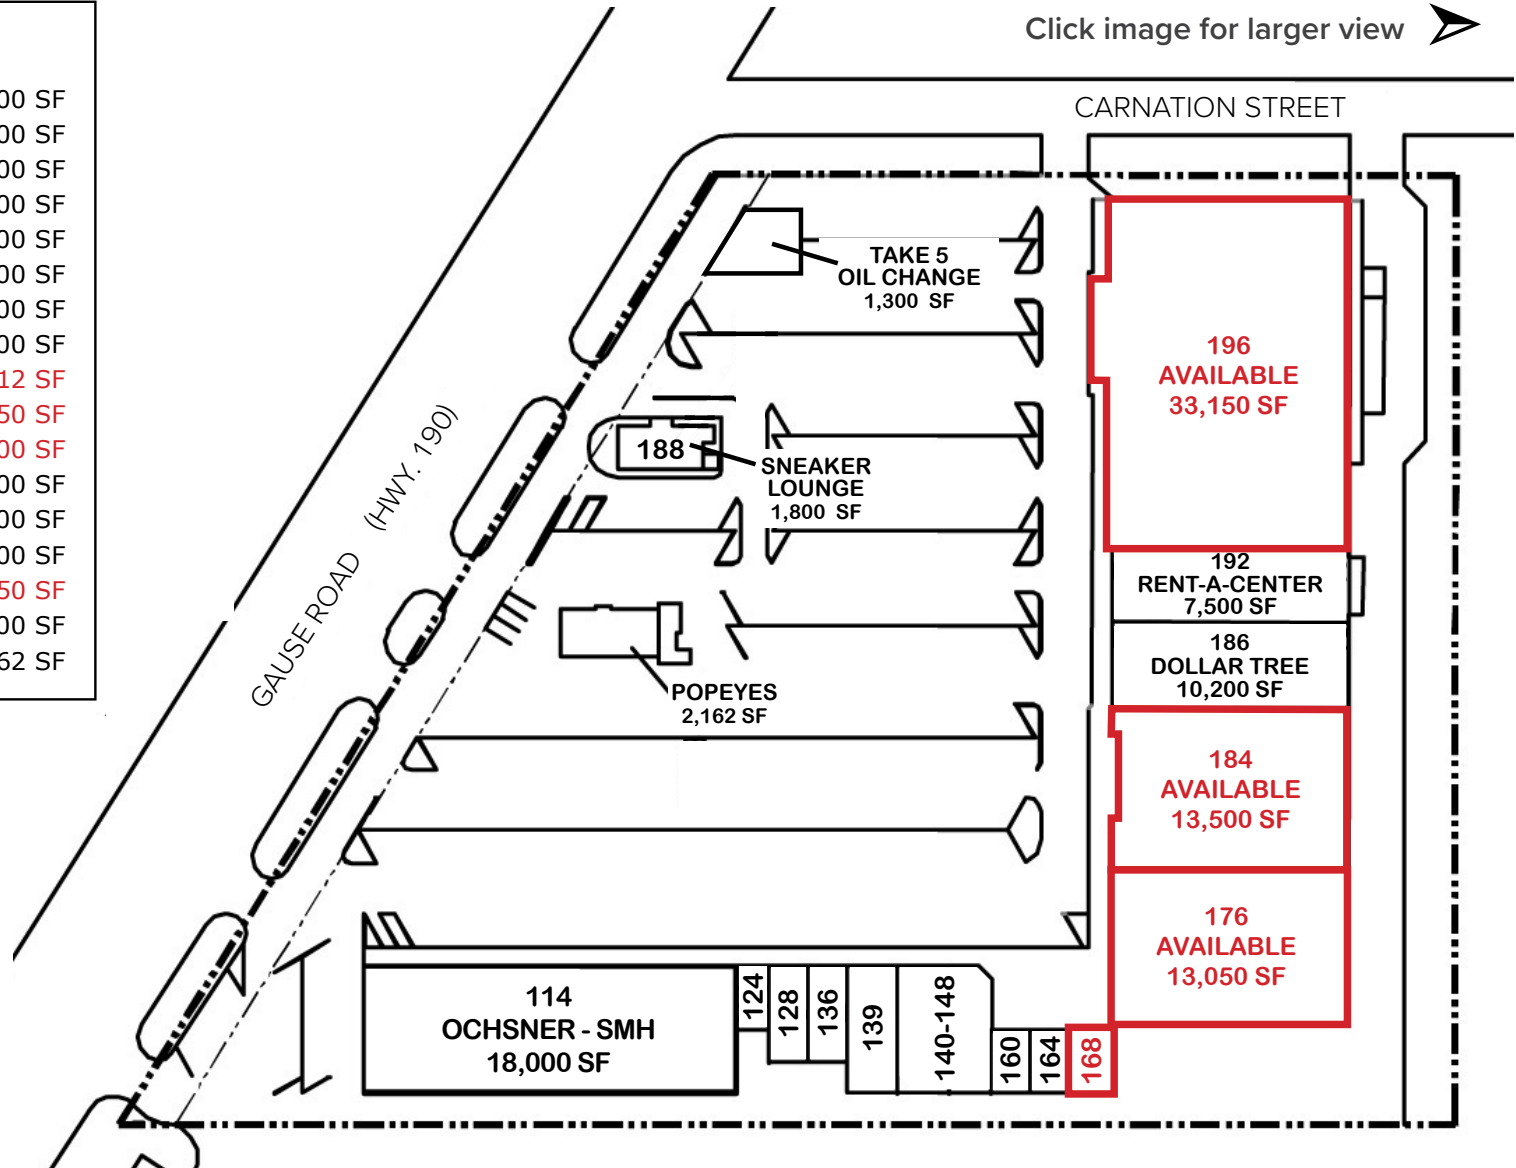 Click image for larger view
00 SF
00 SF
00 SF
00 SF
00 SF
00 SF
00 SF
00 SF
12 SF
50 SF
00 SF
00 SF
00 SF
00 SF
50 SF
00 SF
62 SF
CARNATION STREET
GAUSE ROAD (HWY. 190)
TAKE 5
OIL CHANGE
1,300 SF
188
SNEAKER
LOUNGE
1,800 SF
POPEYES
2,162 SF
196
AVAILABLE
33,150 SF
192
RENT-A-CENTER
7,500 SF
186
DOLLAR TREE
10,200 SF
184
AVAILABLE
13,500 SF
176
AVAILABLE
13,050 SF
114
OCHSNER - SMH
18,000 SF
124
128
136
139
140-148
160
164
168